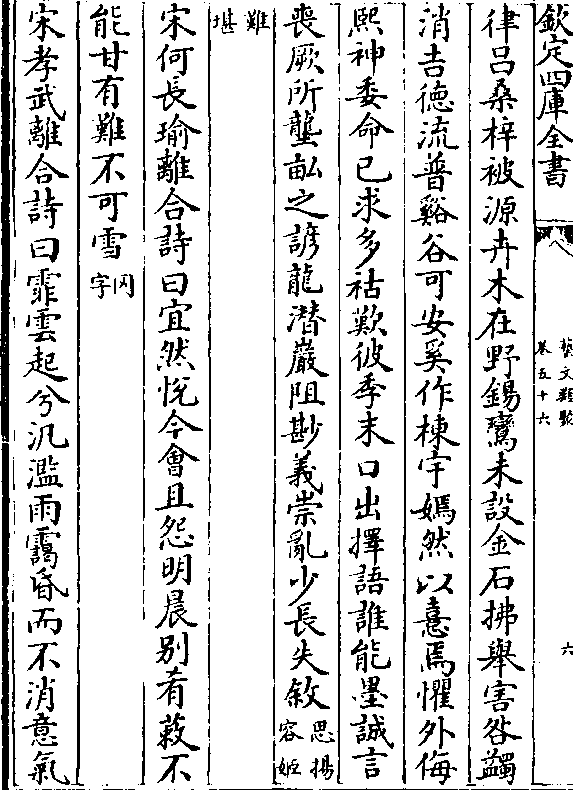 欽定四庫全書
藝文類聚
卷五十六
六
律呂桑梓被源卉木在野錫鸞未設金石拂舉害咎蠲
消吉德流普谿谷可安奚作棟宇嫣然以憙焉懼外侮
熙神委命已求多祜歎彼季末口出擇語誰能墨誠言
喪厥所壟畝之諺龍潛巖阻尠義崇亂少長失敘 思楊容姬
難堪
宋何長瑜離合詩曰宜然悅今會且怨明晨別肴蔌不
能甘有難不可雪 冈字
宋孝武離合詩曰霏雲起兮汎濫雨靄昏而不消意氣